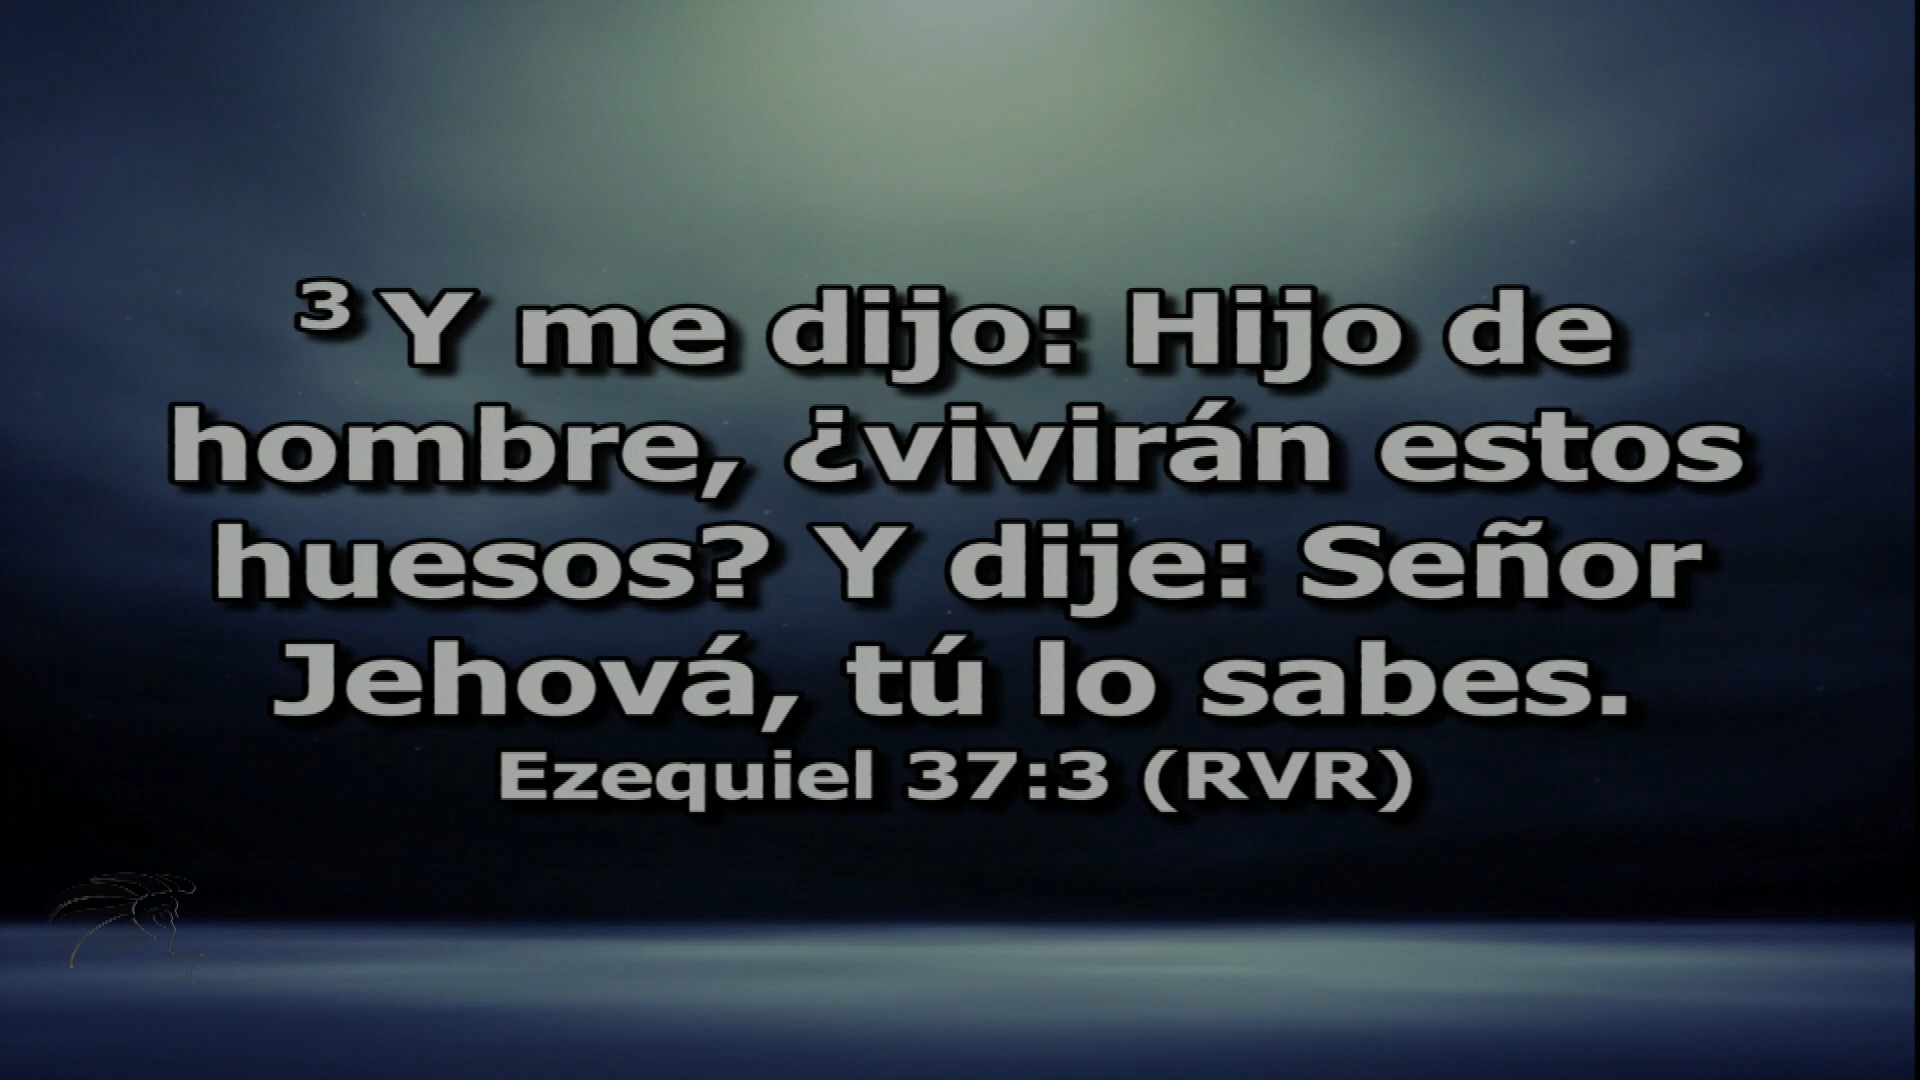 ³ Y me dijo: Hijo de
hombre, ¿vivirán estos
huesos? Y dije: Señor
Jehová, tú lo sabes.
Ezequiel 37:3 (RVR)